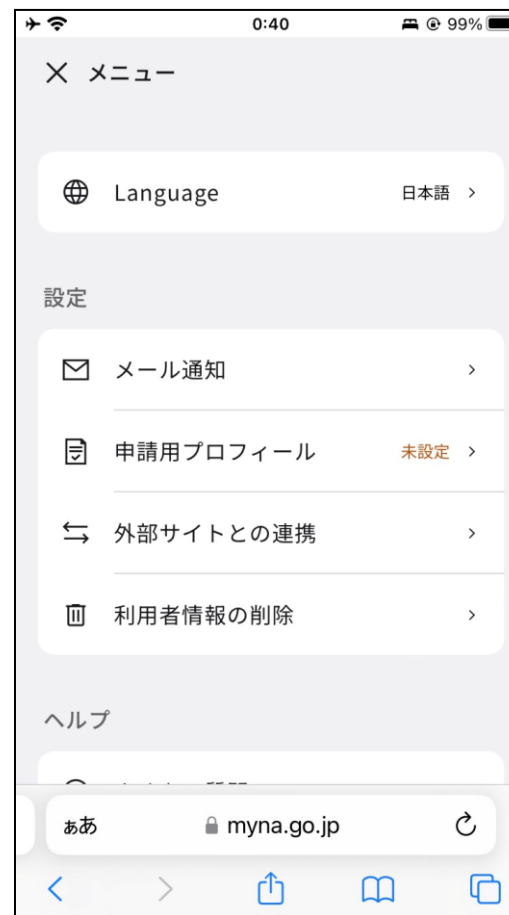 0:40
99%
メニュー
Language 日本語
設定
メール通知
申請用プロフィール 未設定
外部サイトとの連携
利用者情報の削除
ヘルプ
ぁあ myna.go.jp